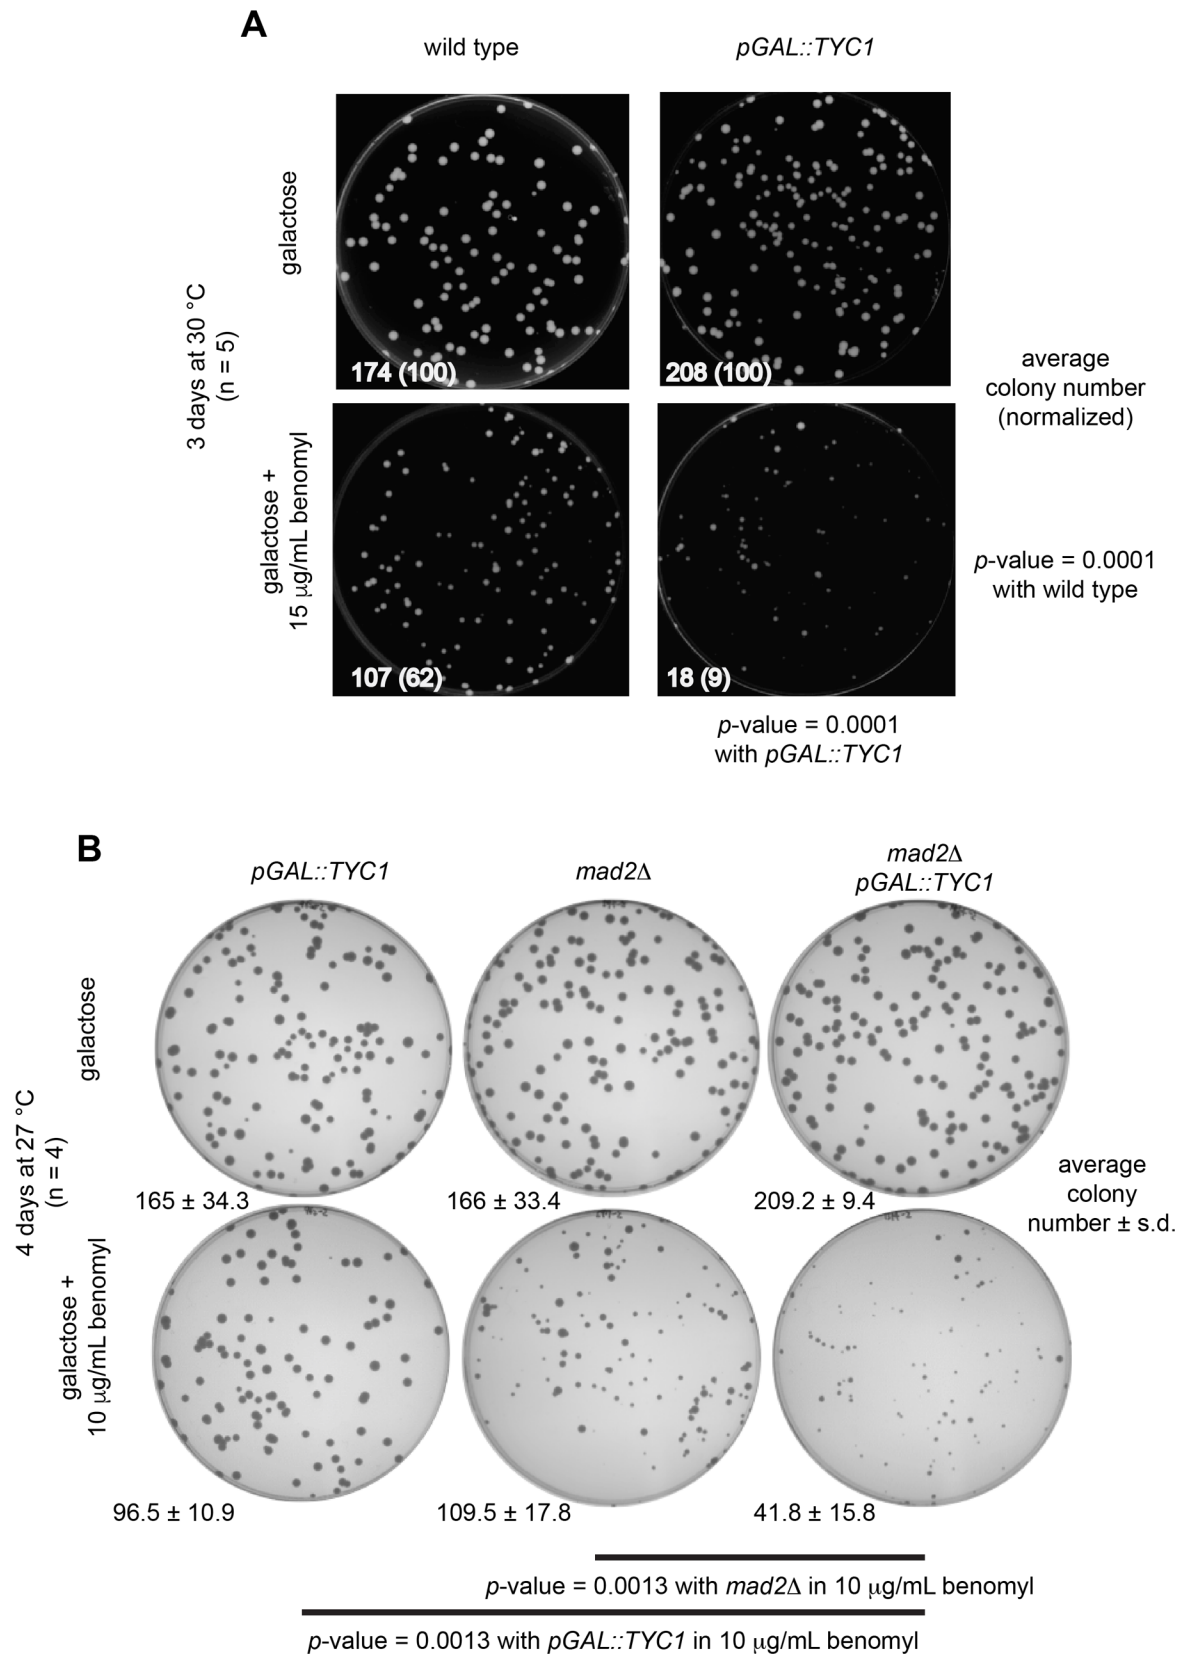 A
wild type
pGAL::TYC1
galactose
3 days at 30 °C
(n = 5)
174 (100)
208 (100)
average
colony number
(normalized)
galactose +
15 µg/mL benomyl
107 (62)
18 (9)
p-value = 0.0001
with wild type
p-value = 0.0001
with pGAL::TYC1
B
pGAL::TYC1
mad2Δ
mad2Δ
pGAL::TYC1
galactose
4 days at 27 °C
(n = 4)
165 ± 34.3
166 ± 33.4
209.2 ± 9.4
average
colony
number ± s.d.
galactose +
10 µg/mL benomyl
96.5 ± 10.9
109.5 ± 17.8
41.8 ± 15.8
p-value = 0.0013 with mad2Δ in 10 µg/mL benomyl
p-value = 0.0013 with pGAL::TYC1 in 10 µg/mL benomyl